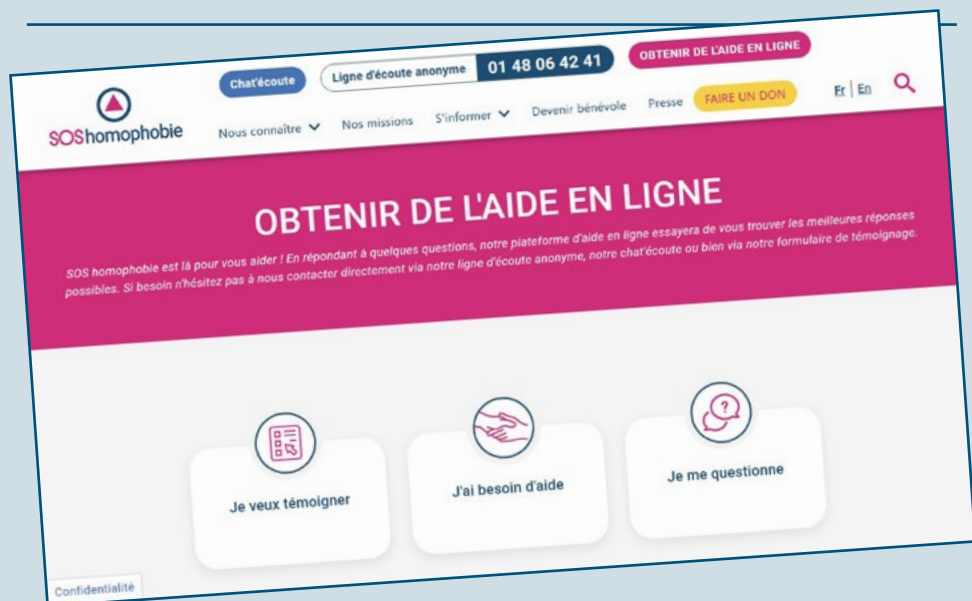 Chat'écoute
Ligne d'écoute anonyme 01 48 06 42 41
OBTENIR DE L'AIDE EN LIGNE
SOS homophobie
Nous connaître Nos missions S'informer Devenir bénévole Presse FAIRE UN DON Fr | En
OBTENIR DE L'AIDE EN LIGNE
SOS homophobie est là pour vous aider ! En répondant à quelques questions, notre plateforme d'aide en ligne essayera de vous trouver les meilleures réponses
possibles. Si besoin n'hésitez pas à nous contacter directement via notre ligne d'écoute anonyme, notre chat'écoute ou bien via notre formulaire de témoignage.
Je veux témoigner
J'ai besoin d'aide
Je me questionne
Confidentialité